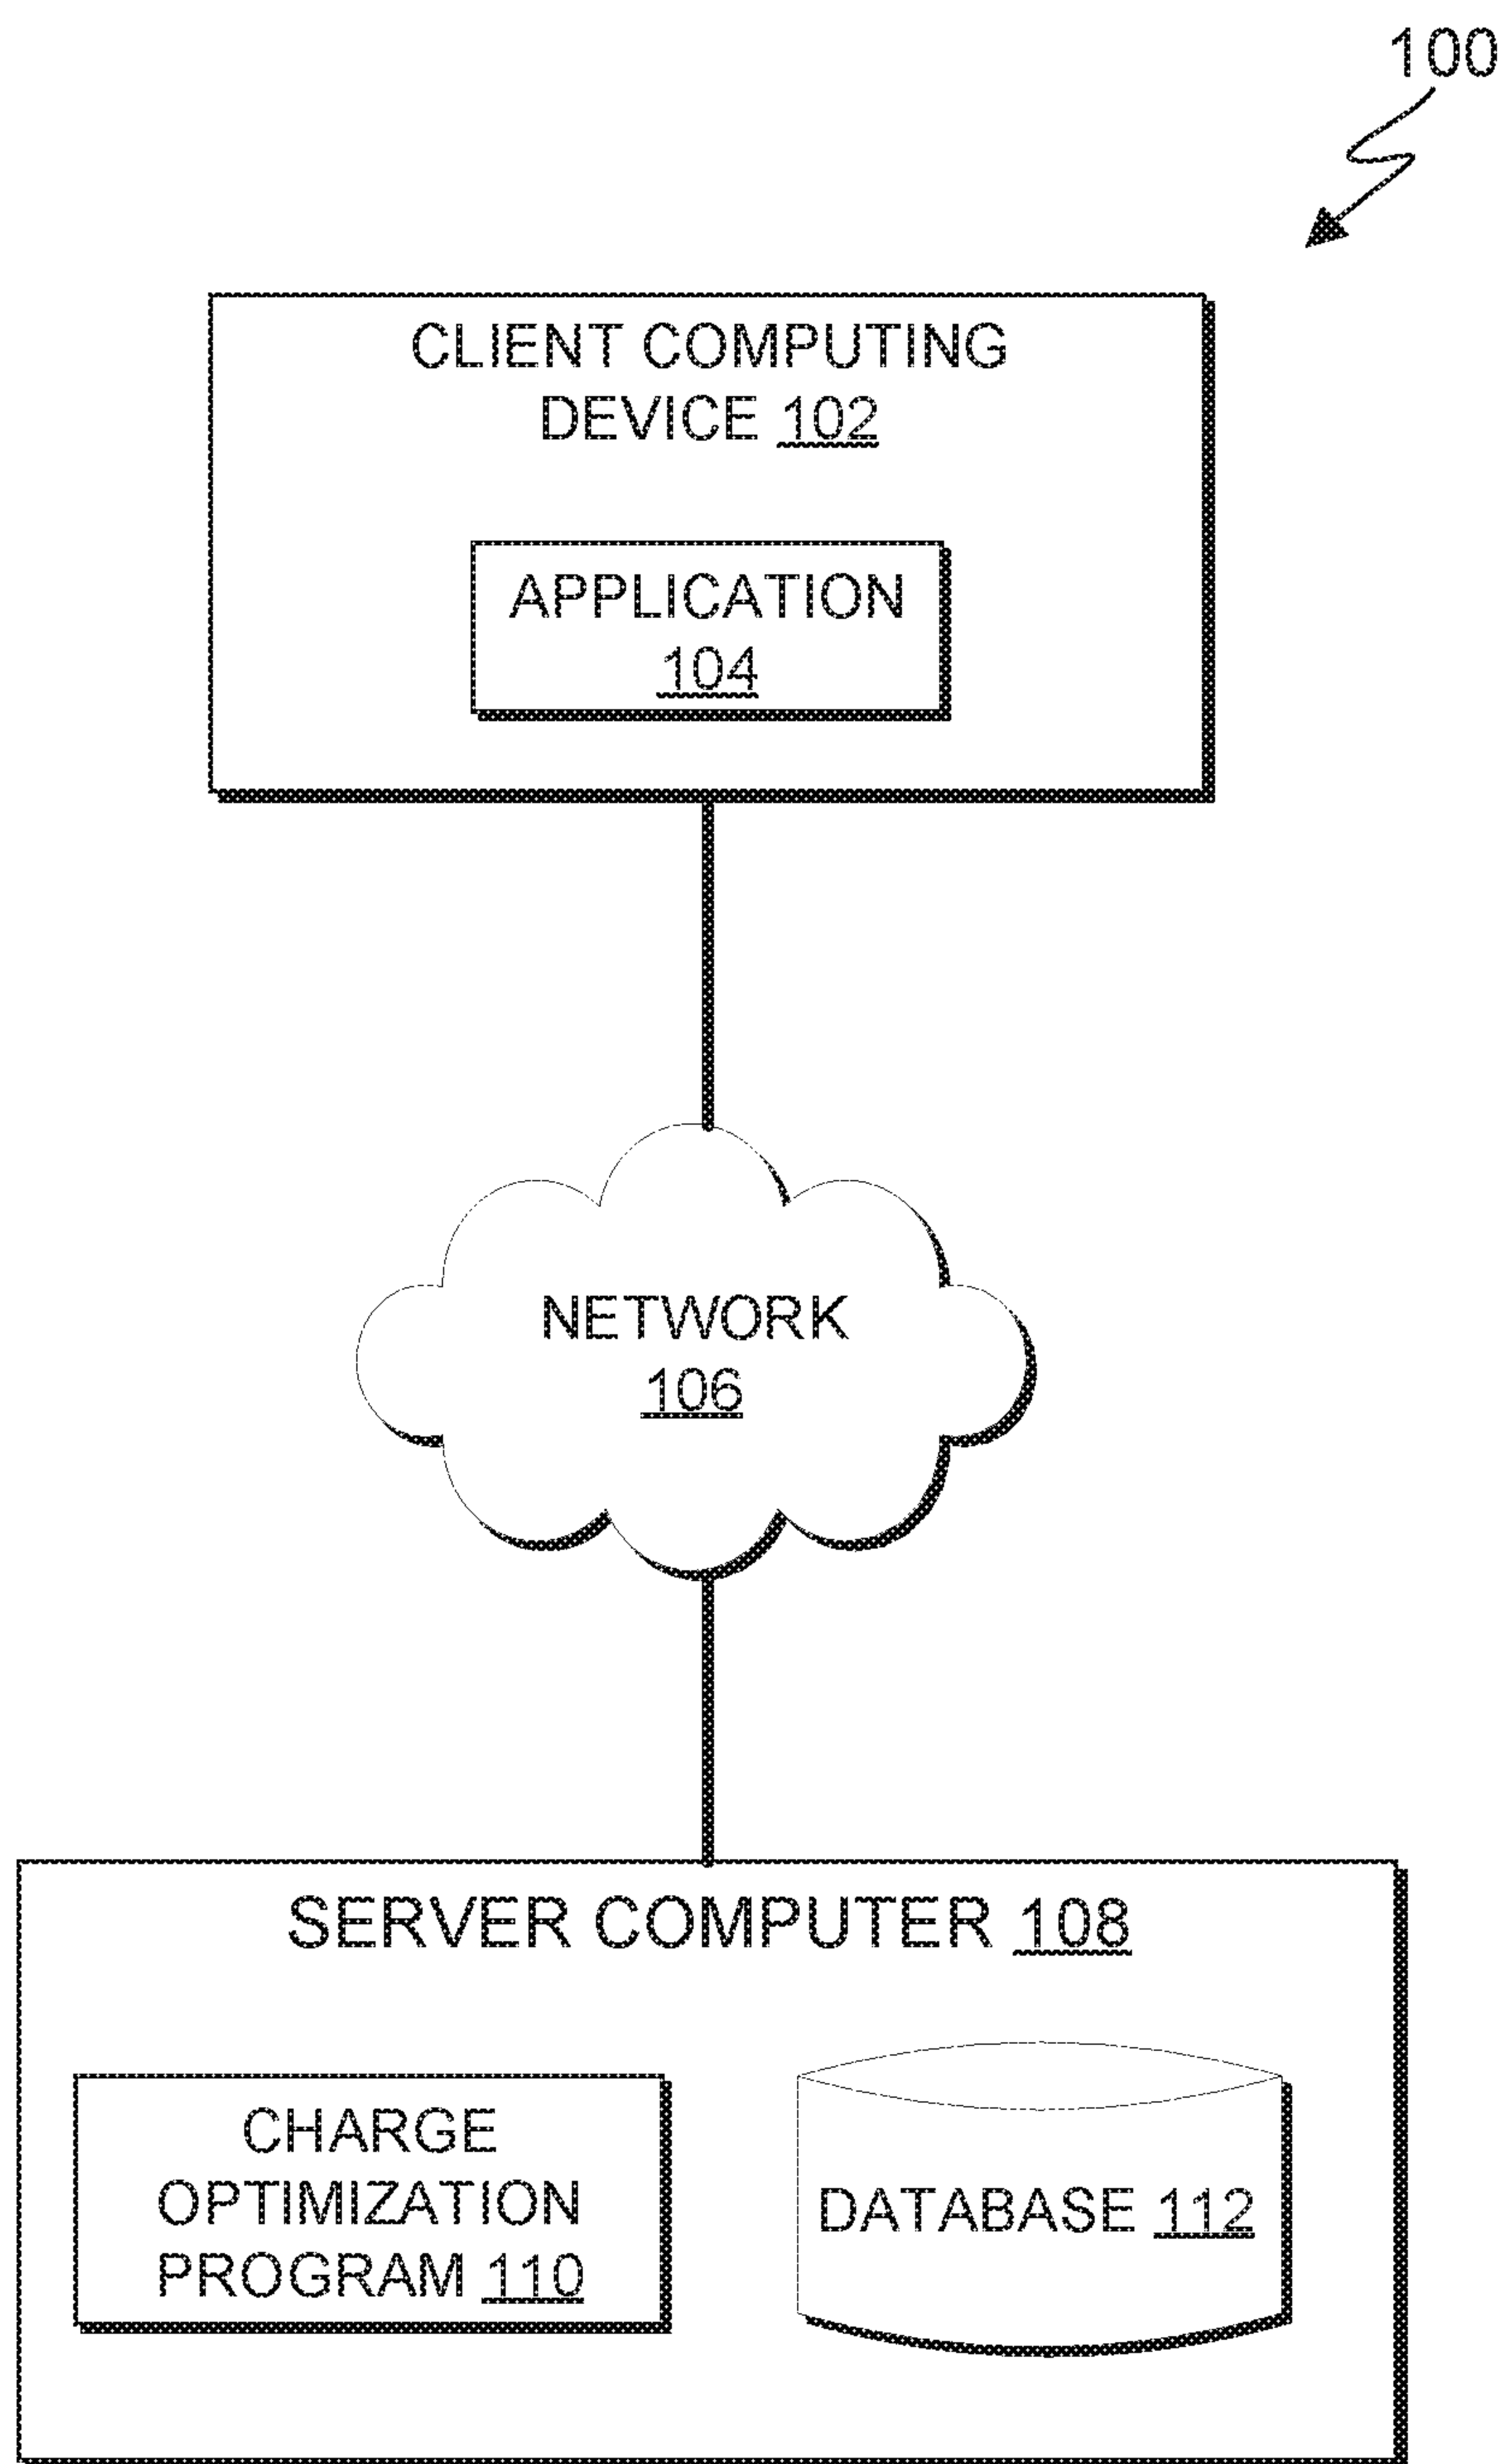 100
CLIENT COMPUTING
DEVICE 102
APPLICATION
104
NETWORK
106
SERVER COMPUTER 108
CHARGE
OPTIMIZATION
PROGRAM 110
DATABASE 112